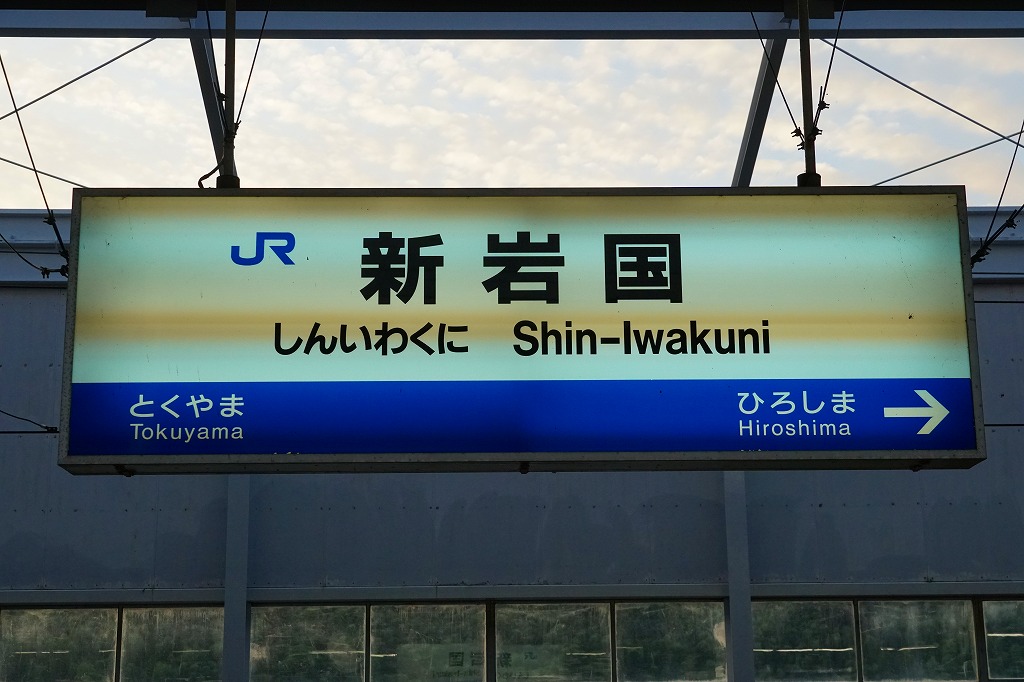 JR 新岩国
しんいわくに Shin-Iwakuni
とくやま ひろしま →
Tokuyama Hiroshima